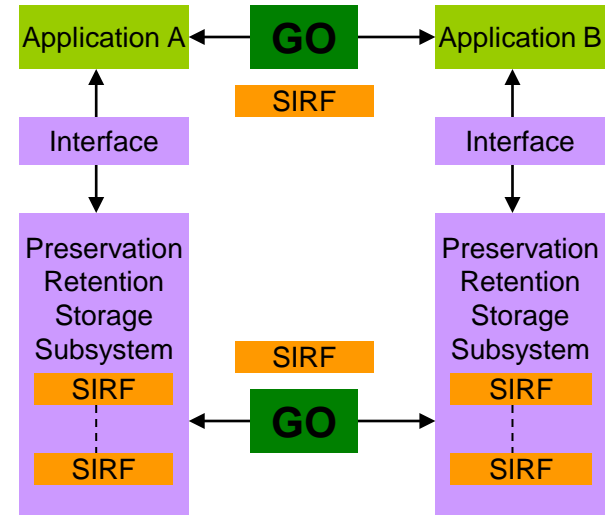 Application A
GO
Application B
SIRF
Interface
Interface
Preservation
Retention
Storage
Subsystem
SIRF
SIRF
Preservation
Retention
Storage
Subsystem
SIRF
SIRF
SIRF
GO